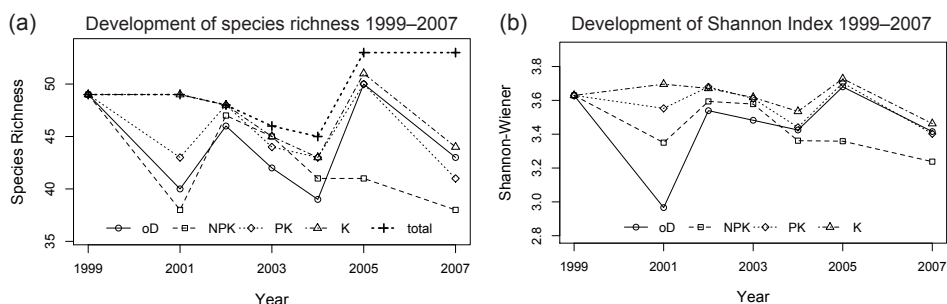 (a) Development of species richness 1999–2007
Species Richness
50
45
40
35
oD NPK PK K total
1999 2001 2003 2005 2007
Year
(b) Development of Shannon Index 1999–2007
Shannon-Wiener
3.8
3.6
3.4
3.2
3.0
2.8
oD NPK PK K
1999 2001 2003 2005 2007
Year